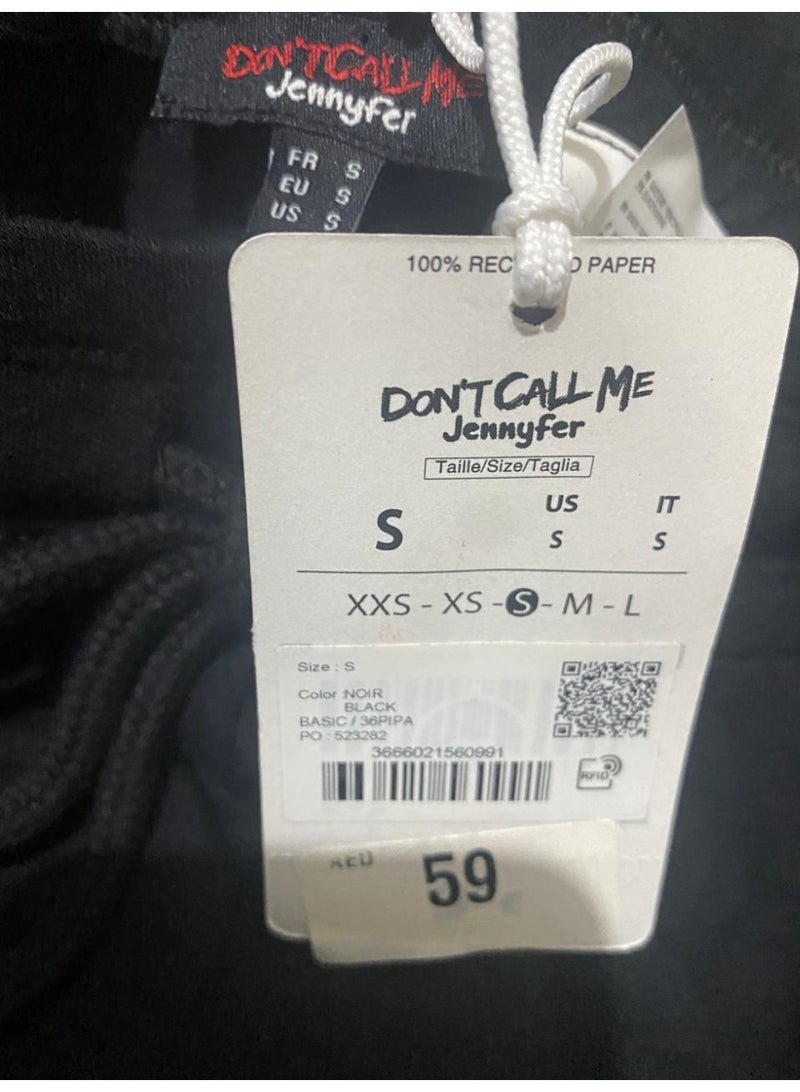 DON'T CALL ME
Jennyfer
FR S
EU S
US S
100% REC D PAPER
DON'T CALL ME
Jennyfer
Taille/Size/Taglia
US IT
S S S
XXS - XS - S - M - L
Size : S
Color :NOIR
BLACK
BASIC / 36PIPA
PO : 523282
3666021560991
RFID
AED 59